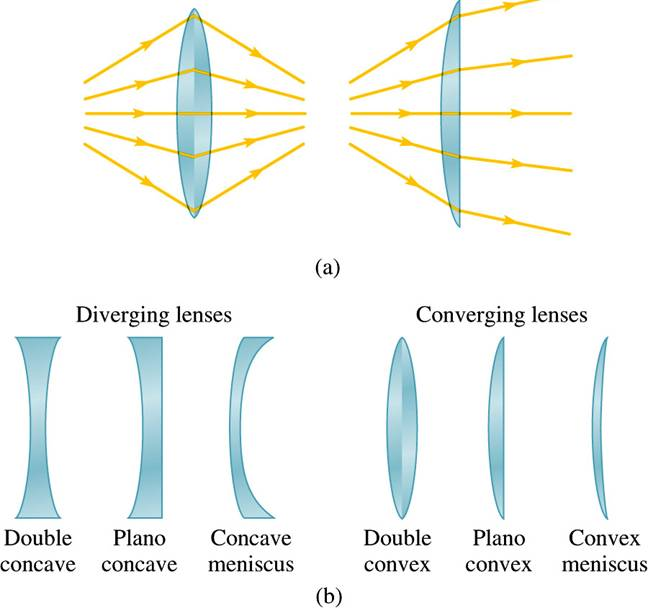 (a)
Diverging lenses
Converging lenses
Double
concave
Plano
concave
Concave
meniscus
Double
convex
Plano
convex
Convex
meniscus
(b)